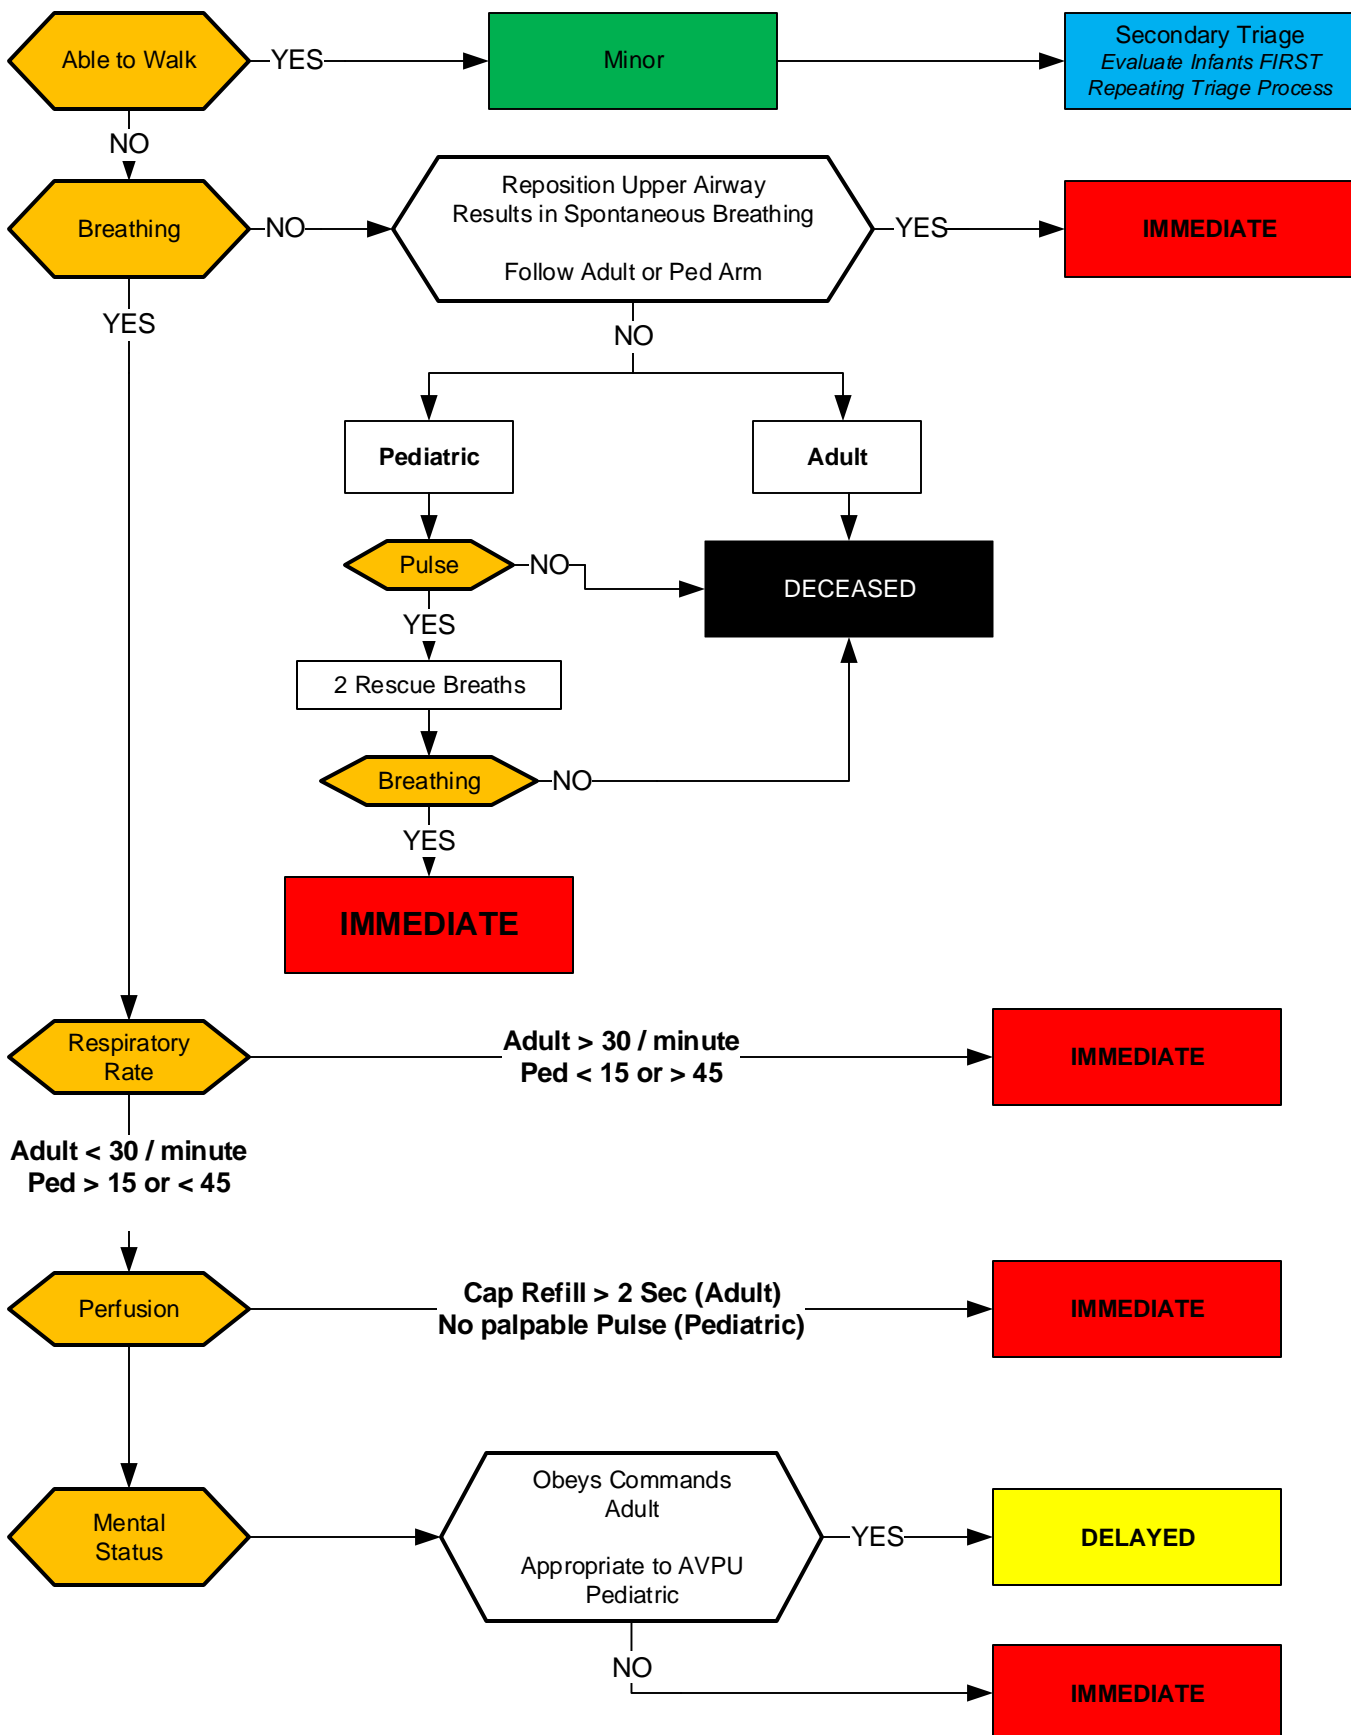 Able to Walk
YES
Minor
Secondary Triage
Evaluate Infants FIRST
Repeating Triage Process
NO
Breathing
NO
Reposition Upper Airway
Results in Spontaneous Breathing
Follow Adult or Ped Arm
YES
IMMEDIATE
YES
NO
Pediatric
Adult
Pulse
NO
DECEASED
YES
2 Rescue Breaths
Breathing
NO
YES
IMMEDIATE
Respiratory
Rate
Adult > 30 / minute
Ped < 15 or > 45
IMMEDIATE
Adult < 30 / minute
Ped > 15 or < 45
Perfusion
Cap Refill > 2 Sec (Adult)
No palpable Pulse (Pediatric)
IMMEDIATE
Mental
Status
Obeys Commands
Adult
Appropriate to AVPU
Pediatric
YES
DELAYED
NO
IMMEDIATE